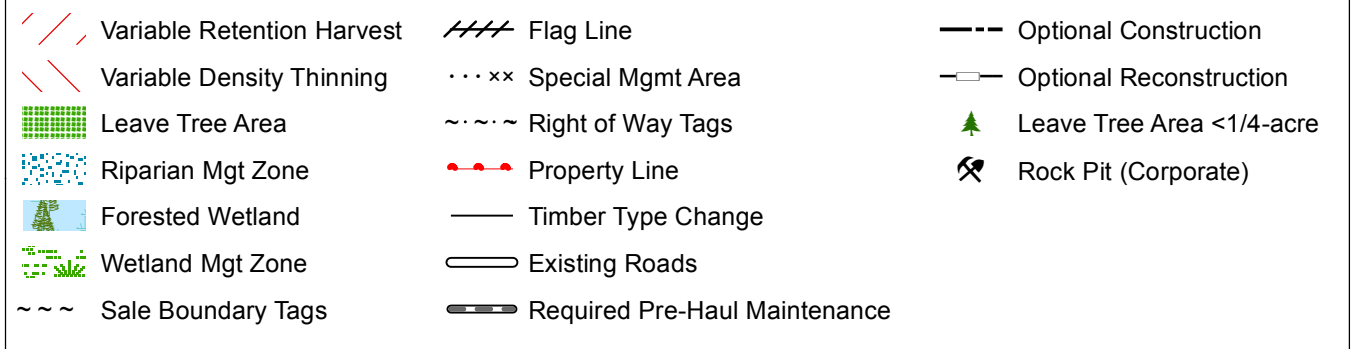 Variable Retention Harvest
Variable Density Thinning
Leave Tree Area
Riparian Mgt Zone
Forested Wetland
Wetland Mgt Zone
Sale Boundary Tags
Flag Line
Special Mgmt Area
Right of Way Tags
Property Line
Timber Type Change
Existing Roads
Required Pre-Haul Maintenance
Optional Construction
Optional Reconstruction
Leave Tree Area <1/4-acre
Rock Pit (Corporate)